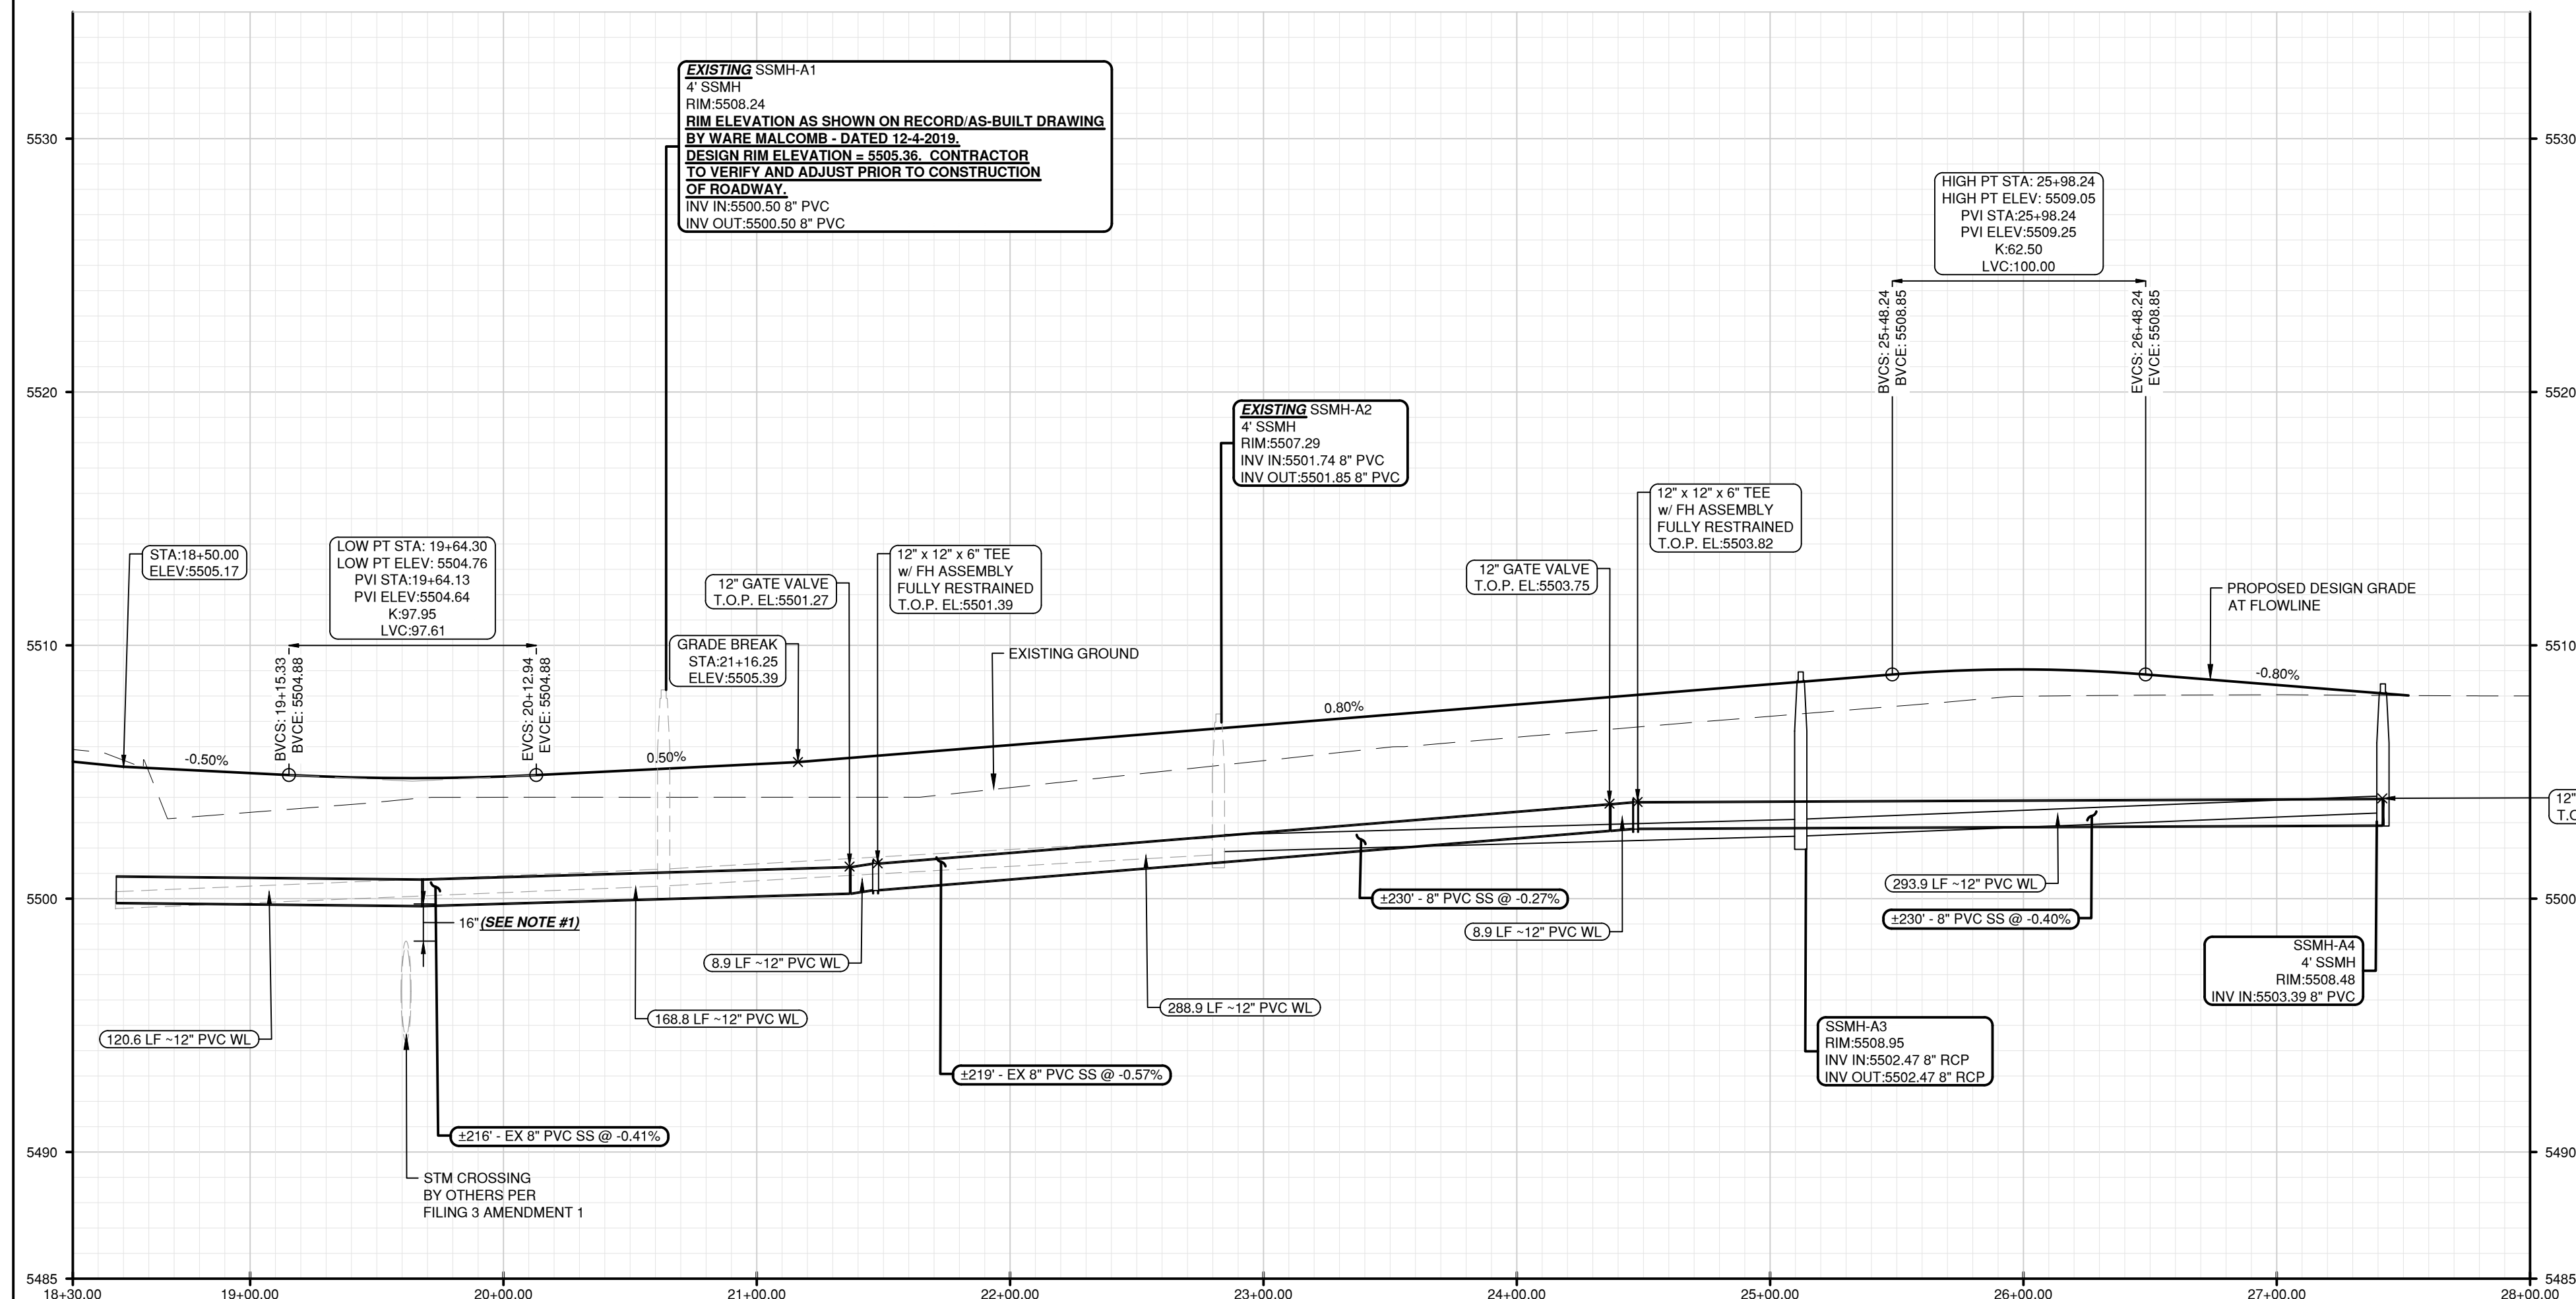 EXISTING SSMH-A1
4' SSMH
RIM:5508.24
RIM ELEVATION AS SHOWN ON RECORD/AS-BUILT DRAWING
BY WARE MALCOMB - DATED 12-4-2019.
DESIGN RIM ELEVATION = 5505.36. CONTRACTOR
TO VERIFY AND ADJUST PRIOR TO CONSTRUCTION
OF ROADWAY.
INV IN:5500.50 8" PVC
INV OUT:5500.50 8" PVC
5530
5530
HIGH PT STA: 25+98.24
HIGH PT ELEV: 5509.05
PVI STA:25+98.24
PVI ELEV:5509.25
K:62.50
LVC:100.00
BVCS: 25+48.24
BVCE: 5508.85
EVCS: 26+48.24
EVCE: 5508.85
5520
5520
EXISTING SSMH-A2
4' SSMH
RIM:5507.29
INV IN:5501.74 8" PVC
INV OUT:5501.85 8" PVC
12" x 12" x 6" TEE
w/ FH ASSEMBLY
FULLY RESTRAINED
T.O.P. EL:5503.82
STA:18+50.00
ELEV:5505.17
LOW PT STA: 19+64.30
LOW PT ELEV: 5504.76
PVI STA:19+64.13
PVI ELEV:5504.64
K:97.95
LVC:97.61
12" GATE VALVE
T.O.P. EL:5501.27
12" x 12" x 6" TEE
w/ FH ASSEMBLY
FULLY RESTRAINED
T.O.P. EL:5501.39
12" GATE VALVE
T.O.P. EL:5503.75
PROPOSED DESIGN GRADE
AT FLOWLINE
5510
5510
GRADE BREAK
STA:21+16.25
ELEV:5505.39
EXISTING GROUND
BVCS: 19+15.33
BVCE: 5504.88
EVCS: 20+12.94
EVCE: 5504.88
-0.50%
0.50%
0.80%
-0.80%
12"
5500
5500
16" (SEE NOTE #1)
±230' - 8" PVC SS @ -0.27%
293.9 LF ~12" PVC WL
±230' - 8" PVC SS @ -0.40%
8.9 LF ~12" PVC WL
8.9 LF ~12" PVC WL
SSMH-A4
4' SSMH
RIM:5508.48
INV IN:5503.39 8" PVC
288.9 LF ~12" PVC WL
168.8 LF ~12" PVC WL
120.6 LF ~12" PVC WL
SSMH-A3
RIM:5508.95
INV IN:5502.47 8" RCP
INV OUT:5502.47 8" RCP
±219' - EX 8" PVC SS @ -0.57%
±216' - EX 8" PVC SS @ -0.41%
5490
5490
STM CROSSING
BY OTHERS PER
FILING 3 AMENDMENT 1
5485
5485
18+30.00
19+00.00
20+00.00
21+00.00
22+00.00
23+00.00
24+00.00
25+00.00
26+00.00
27+00.00
28+00.00